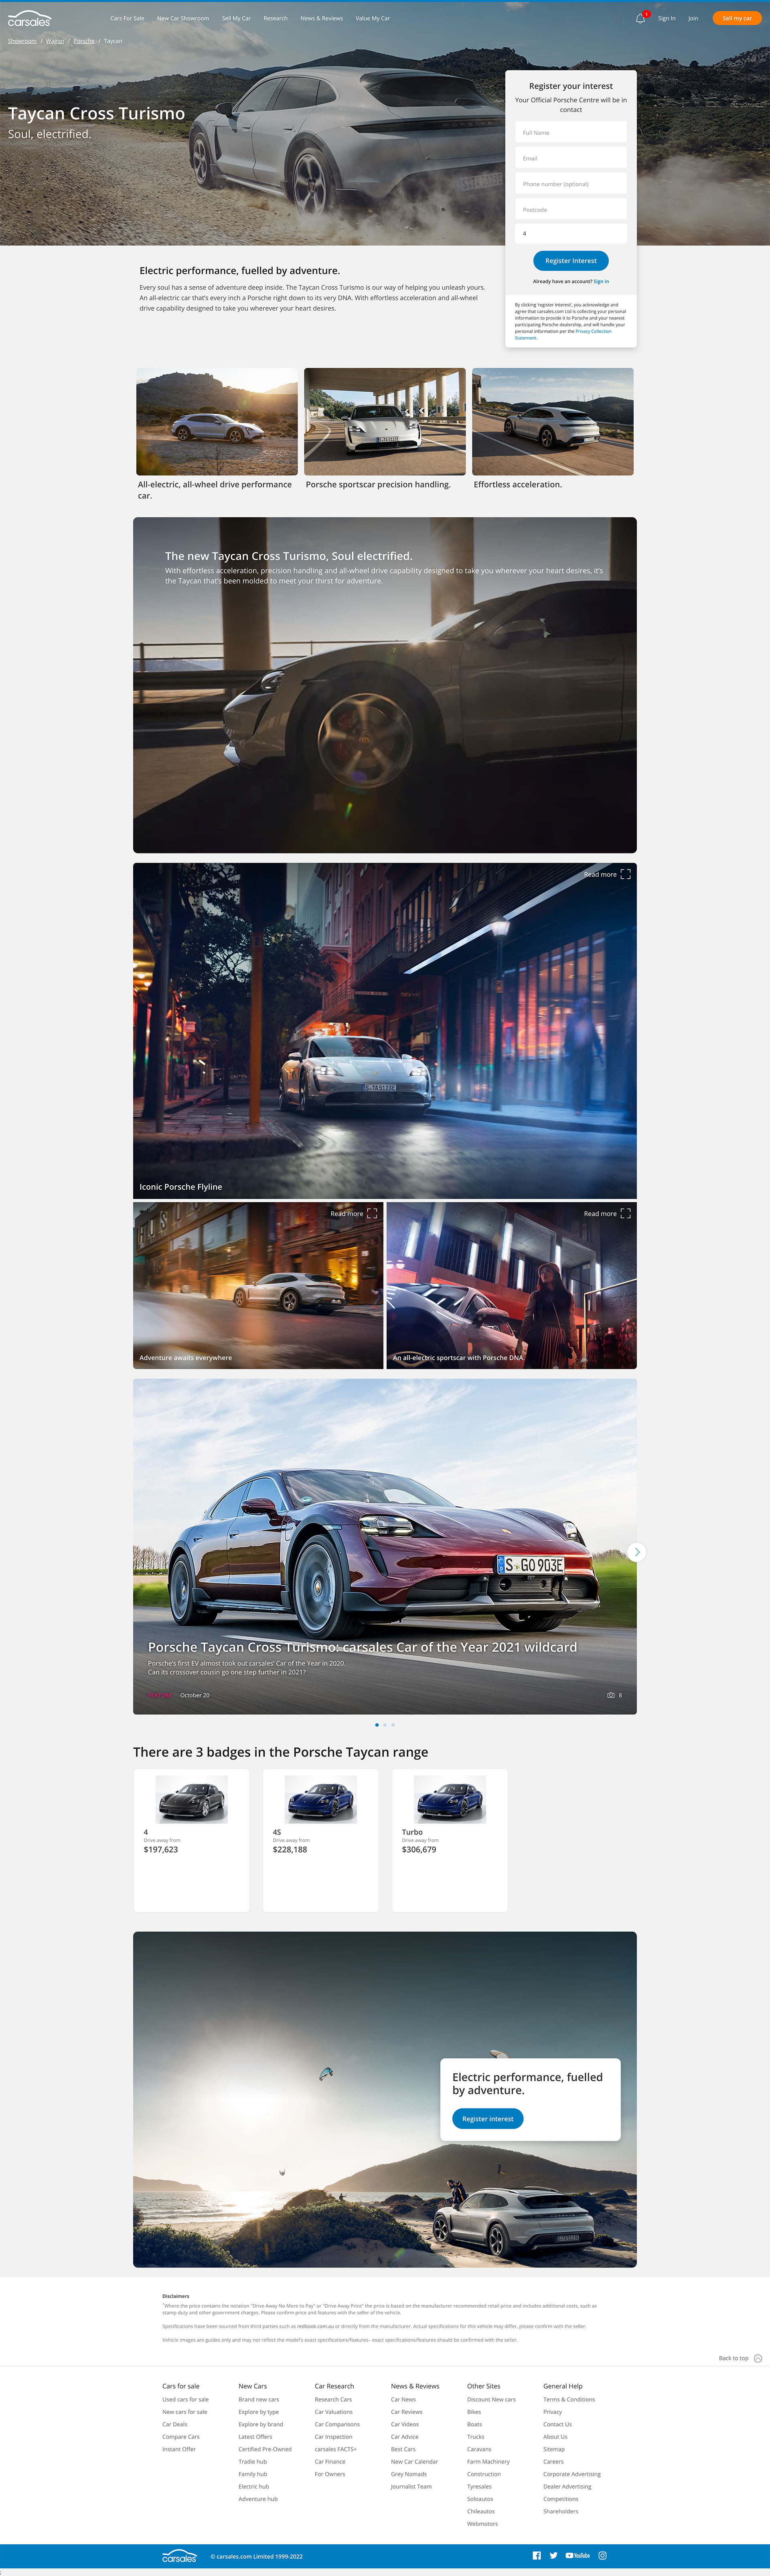 carsales
Cars For Sale
New Car Showroom
Sell My Car
Research
News & Reviews
Value My Car
1
Sign In
Join
Sell my car
Showroom / Wagon / Porsche / Taycan
Taycan Cross Turismo
Soul, electrified.
Register your interest
Your Official Porsche Centre will be in
contact
Full Name
Email
Phone number (optional)
Postcode
4
Register Interest
Already have an account? Sign in
By clicking 'register interest', you acknowledge and
agree that carsales.com Ltd is collecting your personal
information to provide it to Porsche and your nearest
participating Porsche dealership, and will handle your
personal information per the Privacy Collection
Statement.
Electric performance, fuelled by adventure.
Every soul has a sense of adventure deep inside. The Taycan Cross Turismo is our way of helping you unleash yours.
An all-electric car that's every inch a Porsche right down to its very DNA. With effortless acceleration and all-wheel
drive capability designed to take you wherever your heart desires.
All-electric, all-wheel drive performance
car.
Porsche sportscar precision handling.
Effortless acceleration.
The new Taycan Cross Turismo, Soul electrified.
With effortless acceleration, precision handling and all-wheel drive capability designed to take you wherever your heart desires, it's
the Taycan that's been molded to meet your thirst for adventure.
Read more
Iconic Porsche Flyline
Read more
Adventure awaits everywhere
Read more
An all-electric sportscar with Porsche DNA.
S GO 903E
Porsche Taycan Cross Turismo: carsales Car of the Year 2021 wildcard
Porsche's first EV almost took out carsales' Car of the Year in 2020.
Can its crossover cousin go one step further in 2021?
October 20
8
There are 3 badges in the Porsche Taycan range
4
Drive away from
$197,623
4S
Drive away from
$228,188
Turbo
Drive away from
$306,679
Electric performance, fuelled
by adventure.
Register interest
Disclaimers
*Where the price contains the notation "Drive Away No More to Pay" or "Drive Away Price" the price is based on the manufacturer recommended retail price and includes additional costs, such as
stamp duty and other government charges. Please confirm price and features with the seller of the vehicle.
Specifications have been sourced from third parties such as redbook.com.au or directly from the manufacturer. Actual specifications for this vehicle may differ, please confirm with the seller.
Vehicle images are guides only and may not reflect the model's exact specifications/features– exact specifications/features should be confirmed with the seller.
Back to top
Cars for sale
Used cars for sale
New cars for sale
Car Deals
Compare Cars
Instant Offer
New Cars
Brand new cars
Explore by type
Explore by brand
Latest Offers
Certified Pre-Owned
Tradie hub
Family hub
Electric hub
Adventure hub
Car Research
Research Cars
Car Valuations
Car Comparisons
Car Inspection
carsales FACTS+
Car Finance
For Owners
News & Reviews
Car News
Car Reviews
Car Videos
Car Advice
Best Cars
New Car Calendar
Grey Nomads
Journalist Team
Other Sites
Discount New cars
Bikes
Boats
Trucks
Caravans
Farm Machinery
Construction
Tyresales
Soloautos
Chileautos
Webmotors
General Help
Terms & Conditions
Privacy
Contact Us
About Us
Sitemap
Careers
Corporate Advertising
Dealer Advertising
Competitions
Shareholders
carsales
© carsales.com Limited 1999-2022
YouTube